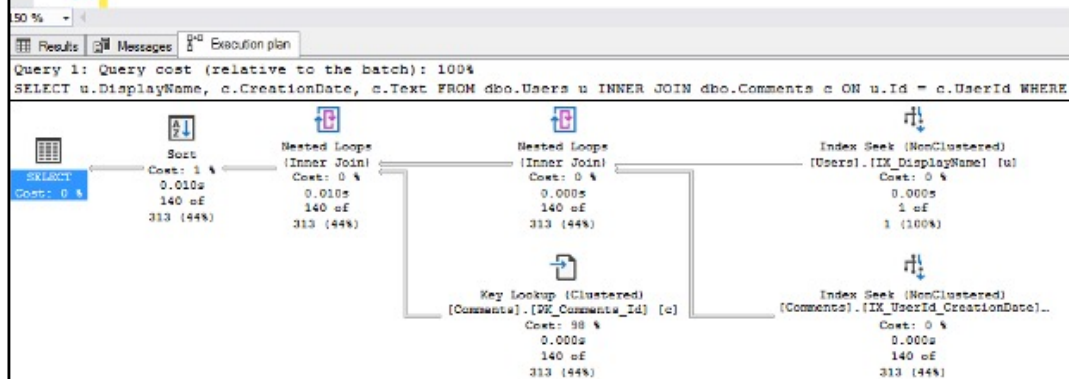 150 %
Results Messages Execution plan
Query 1: Query cost (relative to the batch): 100%
SELECT u.DisplayName, c.CreationDate, c.Text FROM dbo.Users u INNER JOIN dbo.Comments c ON u.Id = c.UserId WHERE
SELECT
Cost: 0 %
Sort
Cost: 1 %
0.010s
140 of
313 (44%)
Nested Loops
(Inner Join)
Cost: 0 %
0.010s
140 of
313 (44%)
Nested Loops
(Inner Join)
Cost: 0 %
0.000s
140 of
313 (44%)
Index Seek (NonClustered)
[Users].[IX_DisplayName] [u]
Cost: 0 %
0.000s
1 of
1 (100%)
Key Lookup (Clustered)
[Comments].[PK_Comments_Id] [c]
Cost: 98 %
0.000s
140 of
313 (44%)
Index Seek (NonClustered)
[Comments].[IX_UserId_CreationDate]…
Cost: 0 %
0.000s
140 of
313 (44%)